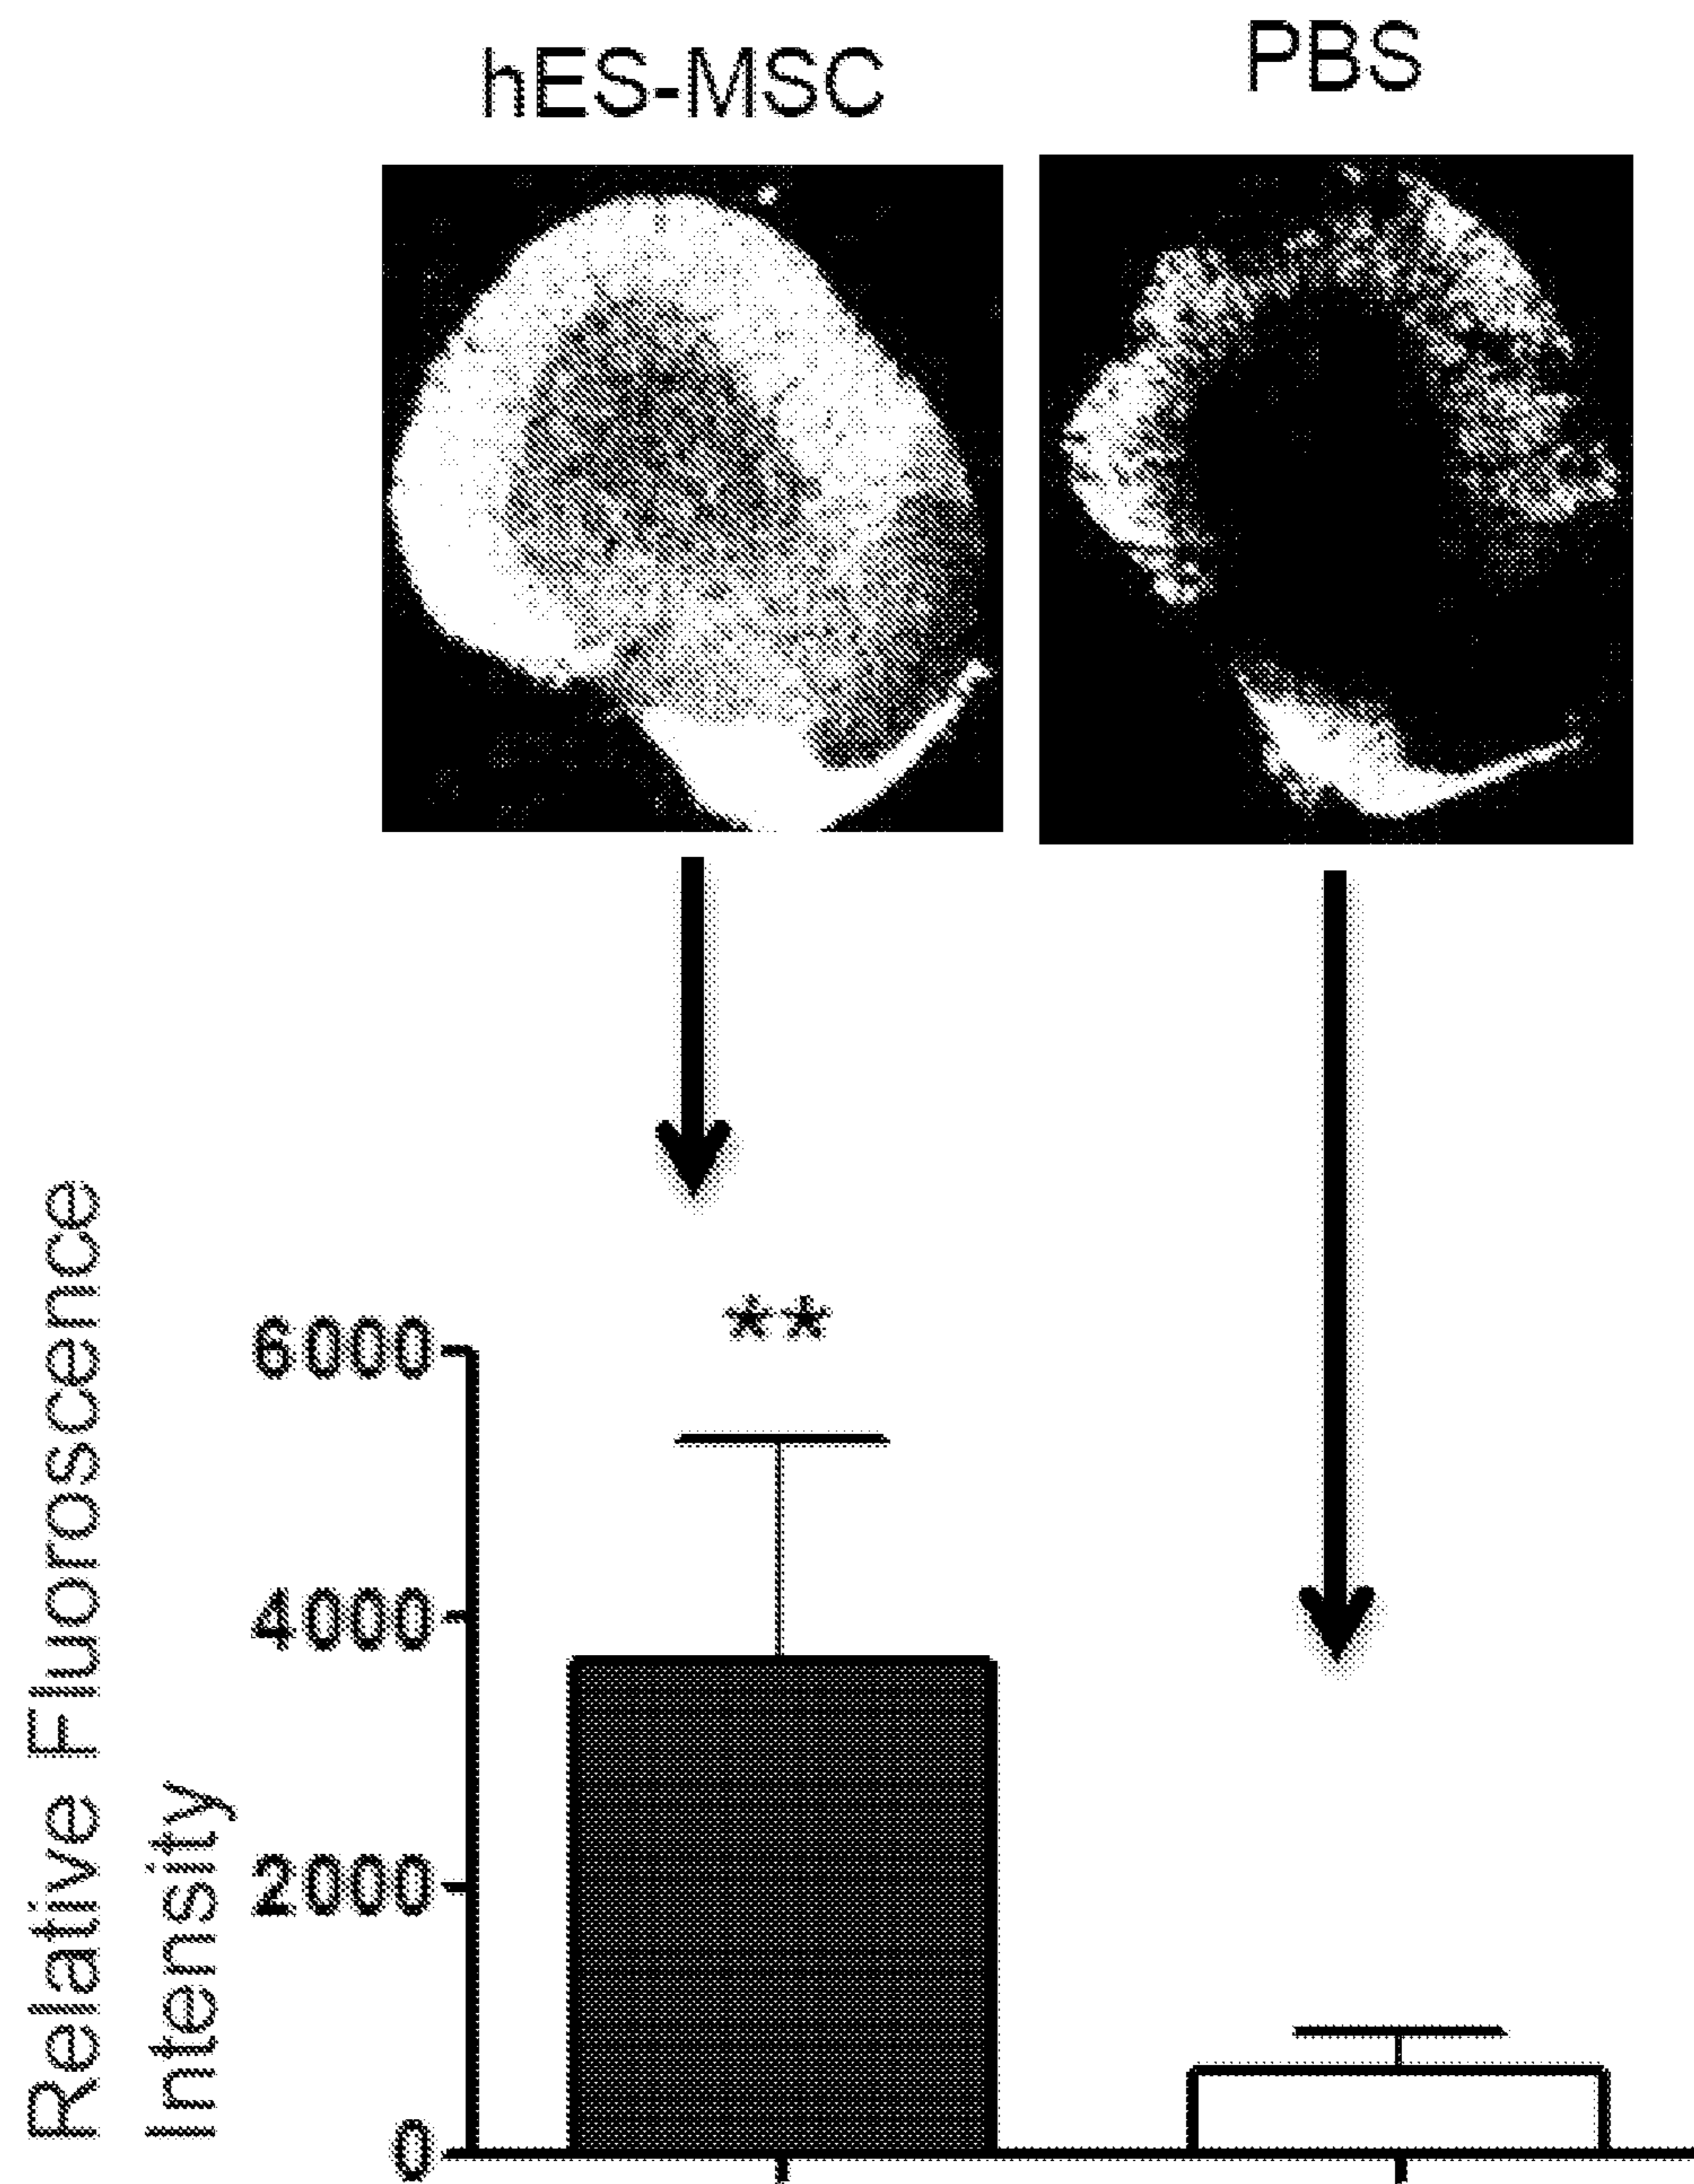 hES-MSC
PBS
Relative Fluoroscence
Intensity
**
6000
4000
2000
0